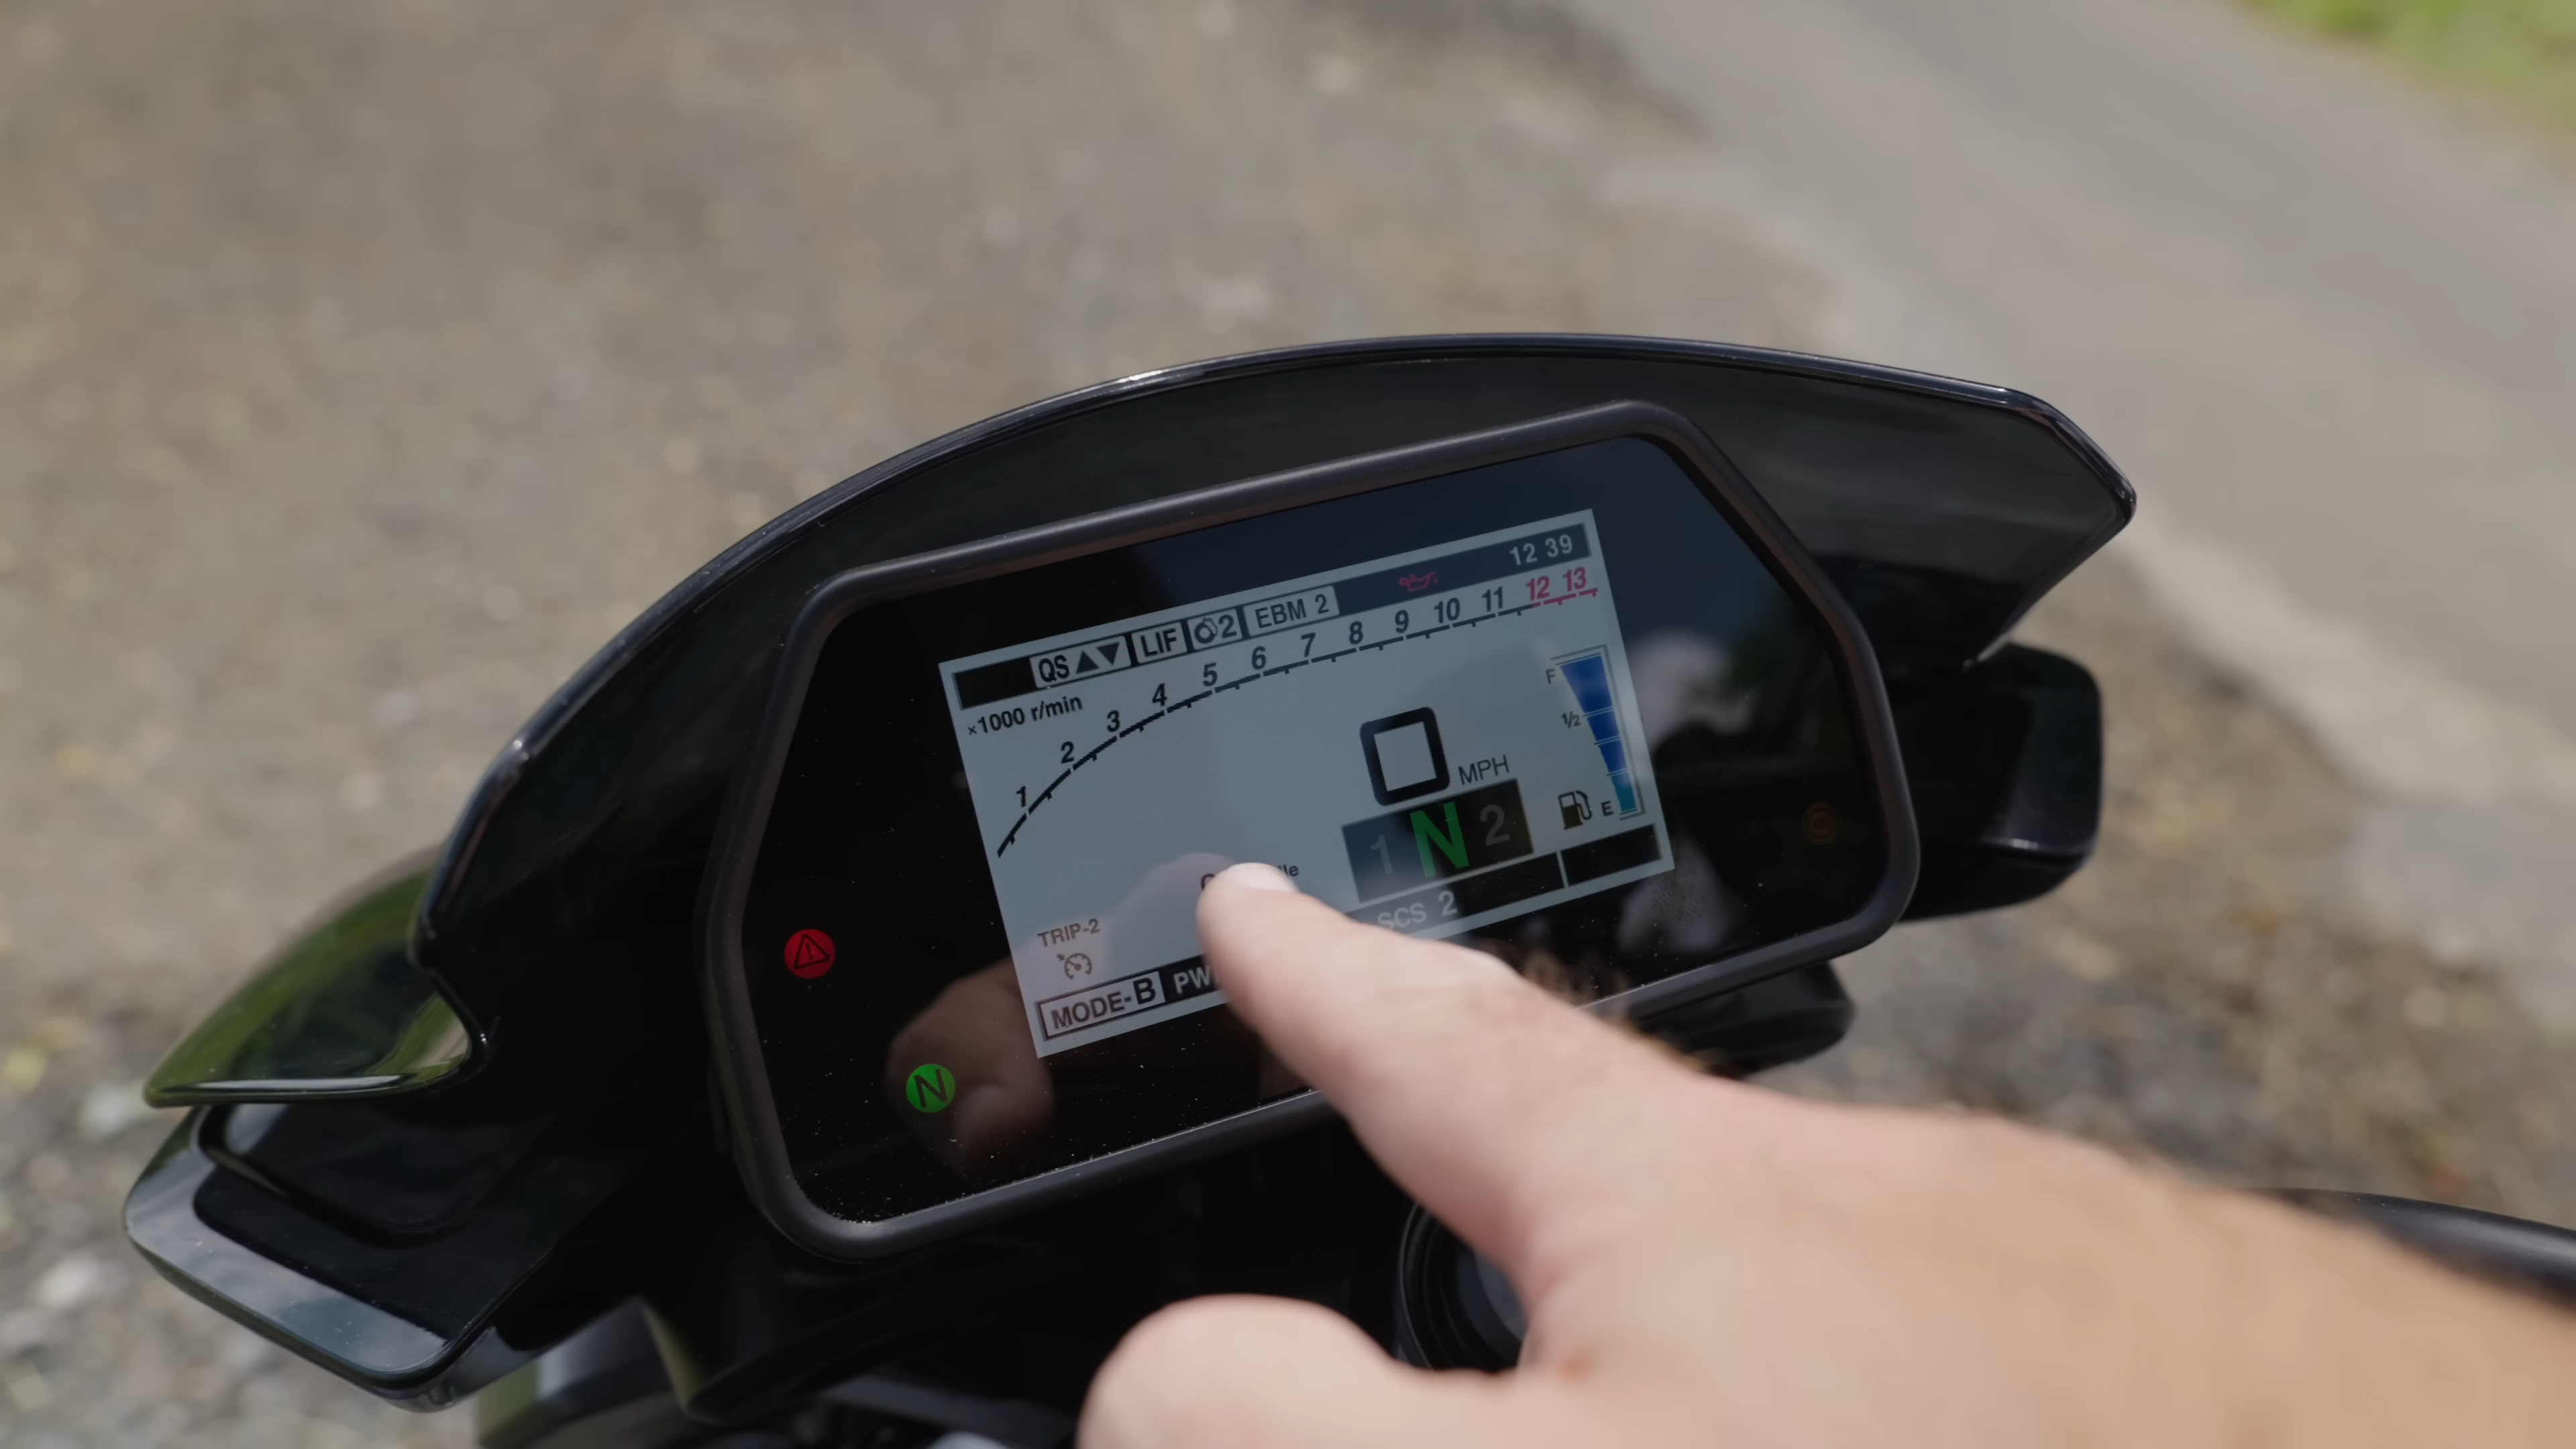 QS LIF 2 EBM 2 12 39
×1000 r/min
1 2 3 4 5 6 7 8 9 10 11 12 13
F
1/2
E
0 MPH
1 N 2
TRIP-2
MODE-B SCS 2
N